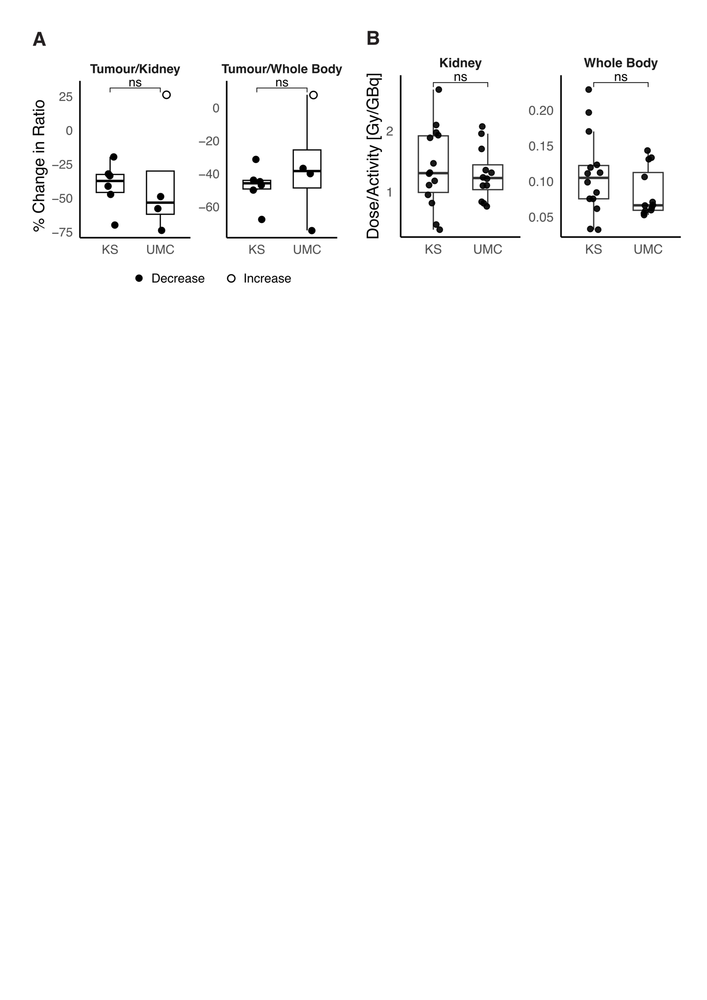 A
Tumour/Kidney
ns
% Change in Ratio
25
0
−25
−50
−75
KS
UMC
Tumour/Whole Body
ns
0
−20
−40
−60
KS
UMC
Decrease
Increase
B
Kidney
ns
Dose/Activity [Gy/GBq]
2
1
KS
UMC
Whole Body
ns
0.20
0.15
0.10
0.05
KS
UMC